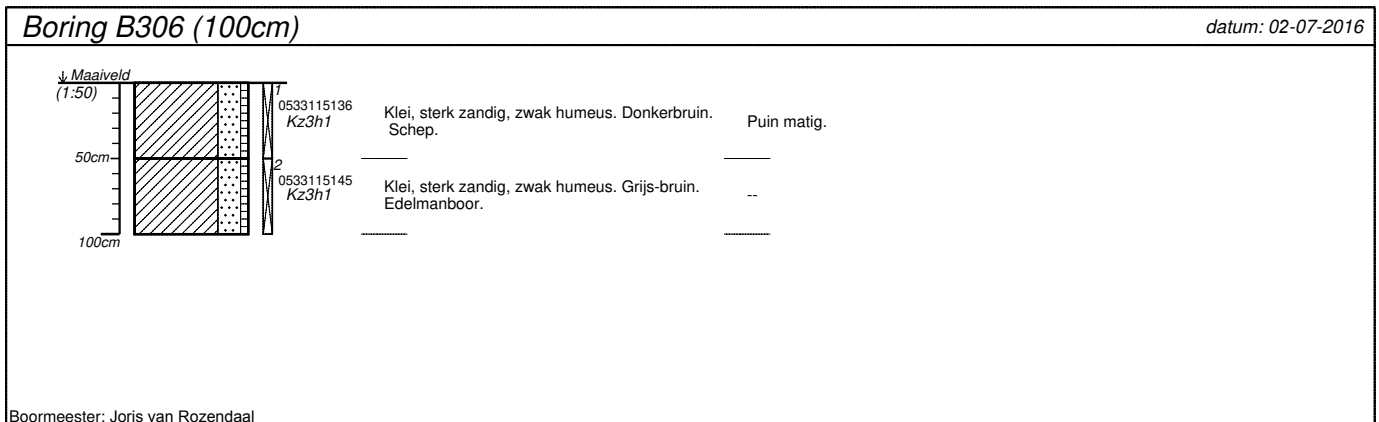 Boring B306 (100cm)
datum: 02-07-2016
Maaiveld
(1:50)
1
0533115136
Kz3h1
Klei, sterk zandig, zwak humeus. Donkerbruin.
Schep.
Puin matig.
50cm
2
0533115145
Kz3h1
Klei, sterk zandig, zwak humeus. Grijs-bruin.
Edelmanboor.
--
100cm
Boormeester: Joris van Rozendaal